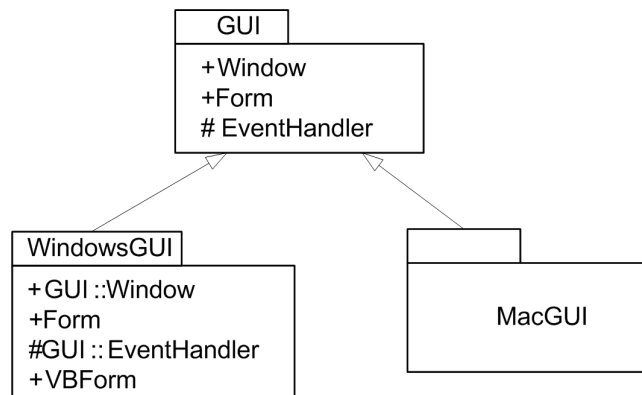 GUI
+Window
+Form
# EventHandler
WindowsGUI
+GUI ::Window
+Form
#GUI :: EventHandler
+VBForm
MacGUI